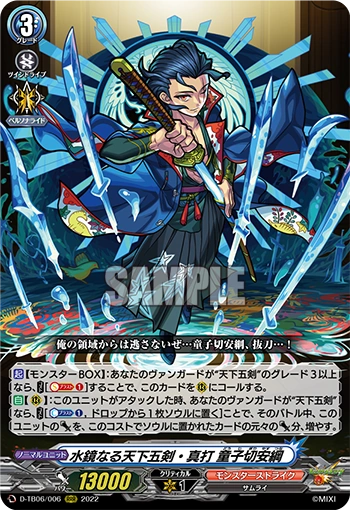 3
グレード
ツインドライブ
ペルソナライド
SAMPLE
俺の領域からは逃さないぜ…童子切安綱、抜刀…！
起【モンスターBOX】：あなたのヴァンガードが“天下五剣”のグレード３以上
なら、[CB1]することで、このカードをRにコールする。
自【R】：このユニットがアタックした時、あなたのヴァンガードが“天下五剣”
なら、[SB1, ドロップから１枚ソウルに置く]ことで、そのバトル中、この
ユニットの
を、このコストでソウルに置かれたカードの元々の
分、増やす。
ノーマルユニット
水鏡なる天下五剣・真打 童子切安綱
パワー 13000
クリティカル
1
モンスターストライク
サムライ
D-TB06/006 RRR 2022
©MIXI